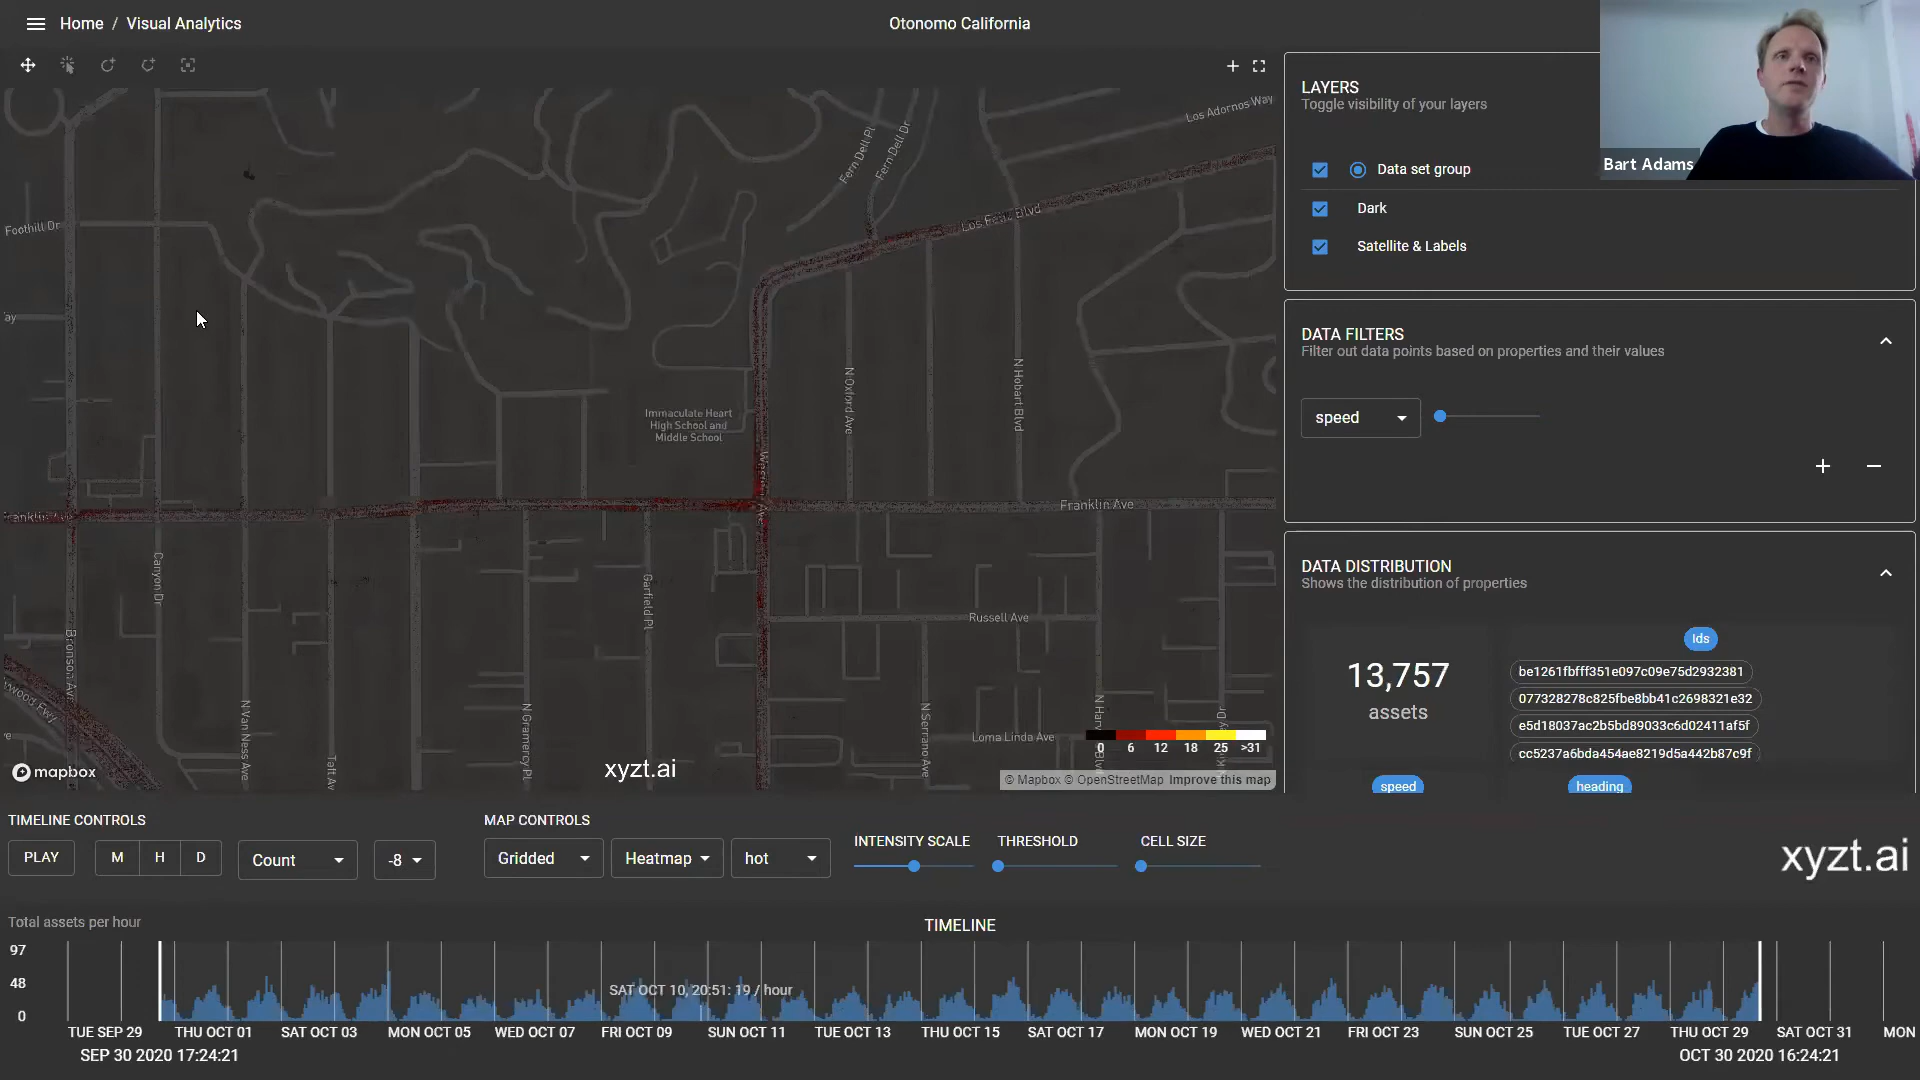 Home / Visual Analytics
Otonomo California
LAYERS
Toggle visibility of your layers
Data set group
Dark
Satellite & Labels
Bart Adams
Los Adornos Way
Fern Dell Pl
Fern Dell Dr
Foothill Dr
Los Feliz Blvd
ay
N Oxford Ave
N Hobart Blvd
Immaculate Heart
High School and
Middle School
Franklin Ave
Canyon Dr
Garfield Pl
Russell Ave
Bronson Ave
wood Fwy
N Van Ness Ave
Taft Av
N Gramercy Pl
N Serrano Ave
Loma Linda Ave
0 6 12 18 25 >31
mapbox
xyzt.ai
© Mapbox © OpenStreetMap Improve this map
DATA FILTERS
Filter out data points based on properties and their values
speed
DATA DISTRIBUTION
Shows the distribution of properties
13,757
assets
Ids
be1261fbfff351e097c09e75d2932381
077328278c825fbe8bb41c2698321e32
e5d18037ac2b5bd89033c6d02411af5f
cc5237a6bda454ae8219d5a442b87c9f
speed
heading
TIMELINE CONTROLS
PLAY
M H D
Count
-8
MAP CONTROLS
Gridded
Heatmap
hot
INTENSITY SCALE
THRESHOLD
CELL SIZE
xyzt.ai
Total assets per hour
TIMELINE
97
48
0
SAT OCT 10, 20:51: 19 / hour
TUE SEP 29 THU OCT 01 SAT OCT 03 MON OCT 05 WED OCT 07 FRI OCT 09 SUN OCT 11 TUE OCT 13 THU OCT 15 SAT OCT 17 MON OCT 19 WED OCT 21 FRI OCT 23 SUN OCT 25 TUE OCT 27 THU OCT 29 SAT OCT 31 MON
SEP 30 2020 17:24:21
OCT 30 2020 16:24:21